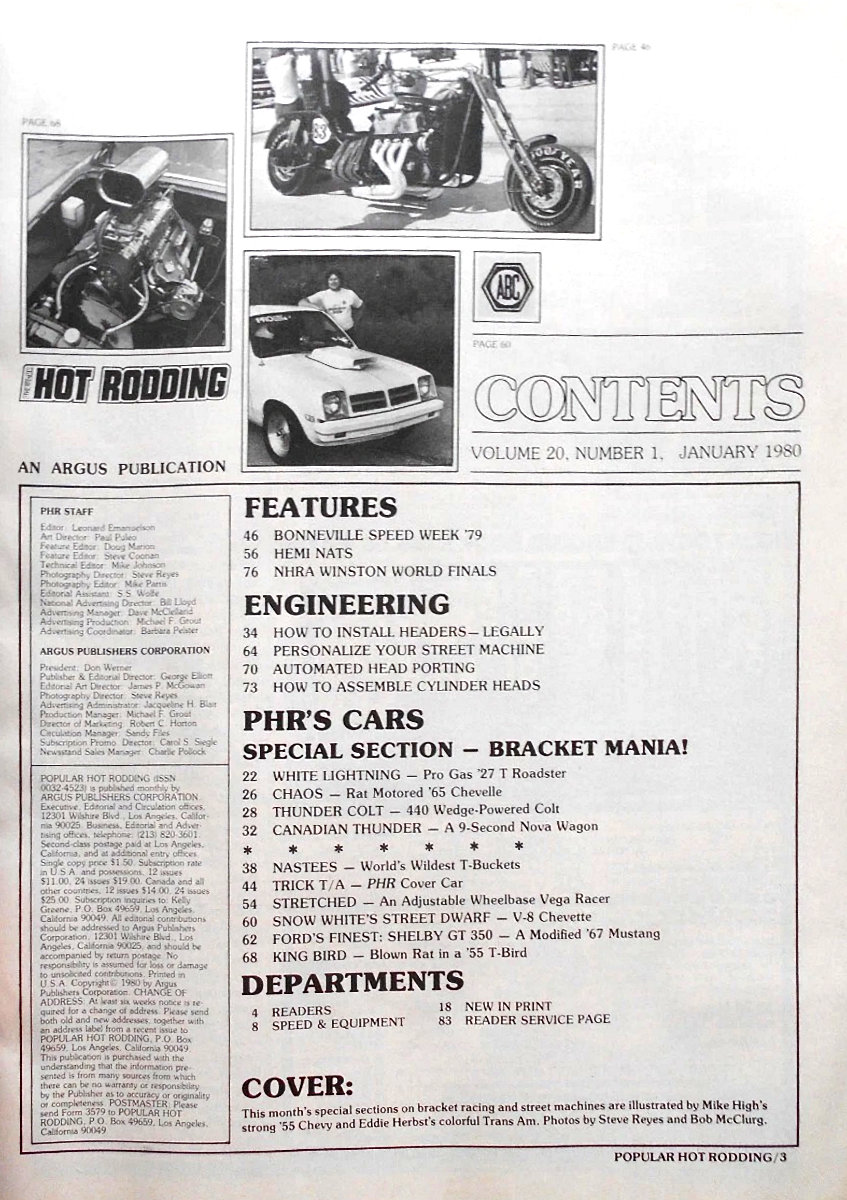 PAGE 46
PAGE 68
83
GOODYEAR
ABC
PAGE 60
HOT RODDING
CONTENTS
VOLUME 20, NUMBER 1, JANUARY 1980
AN ARGUS PUBLICATION
PHR STAFF
Editor: Leonard Emanuelson
Art Director: Paul Puleo
Feature Editor: Doug Marion
Feature Editor: Steve Coonan
Technical Editor: Mike Johnson
Photography Director: Steve Reyes
Photography Editor: Mike Parris
Editorial Assistant: S.S. Wolfe
National Advertising Director: Bill Lloyd
Advertising Manager: Dave McClelland
Advertising Production: Michael F. Grout
Advertising Coordinator: Barbara Pelster
ARGUS PUBLISHERS CORPORATION
President: Don Werner
Publisher & Editorial Director: George Elliott
Editorial Art Director: James P. McGowan
Photography Director: Steve Reyes
Advertising Administrator: Jacqueline H. Blair
Production Manager: Michael F. Grout
Director of Marketing: Robert C. Horton
Circulation Manager: Sandy Files
Subscription Promo. Director: Carol S. Siegle
Newsstand Sales Manager: Charlie Pollock
POPULAR HOT RODDING (ISSN
0032-4523) is published monthly by
ARGUS PUBLISHERS CORPORATION.
Executive, Editorial and Circulation offices,
12301 Wilshire Blvd., Los Angeles, Califor-
nia 90025. Business, Editorial and Adver-
tising offices, telephone: (213) 820-3601.
Second-class postage paid at Los Angeles,
California, and at additional entry offices.
Single copy price $1.50. Subscription rate
in U.S.A. and possessions, 12 issues
$11.00, 24 issues $19.00. Canada and all
other countries, 12 issues $14.00, 24 issues
$25.00. Subscription inquiries to: Kelly
Greene, P.O. Box 49659, Los Angeles,
California 90049. All editorial contributions
should be addressed to Argus Publishers
Corporation, 12301 Wilshire Blvd., Los
Angeles, California 90025, and should be
accompanied by return postage. No
responsibility is assumed for loss or damage
to unsolicited contributions. Printed in
U.S.A. Copyright © 1980 by Argus
Publishers Corporation. CHANGE OF
ADDRESS: At least six weeks notice is re-
quired for a change of address. Please send
both old and new addresses, together with
an address label from a recent issue to
POPULAR HOT RODDING, P.O. Box
49659, Los Angeles, California 90049.
This publication is purchased with the
understanding that the information pre-
sented is from many sources from which
there can be no warranty or responsibility
by the Publisher as to accuracy or originality
or completeness. POSTMASTER: Please
send Form 3579 to POPULAR HOT
RODDING, P.O. Box 49659, Los Angeles,
California 90049.
FEATURES
46 BONNEVILLE SPEED WEEK '79
56 HEMI NATS
76 NHRA WINSTON WORLD FINALS
ENGINEERING
34 HOW TO INSTALL HEADERS— LEGALLY
64 PERSONALIZE YOUR STREET MACHINE
70 AUTOMATED HEAD PORTING
73 HOW TO ASSEMBLE CYLINDER HEADS
PHR'S CARS
SPECIAL SECTION — BRACKET MANIA!
22 WHITE LIGHTNING — Pro Gas '27 T Roadster
26 CHAOS — Rat Motored '65 Chevelle
28 THUNDER COLT — 440 Wedge-Powered Colt
32 CANADIAN THUNDER — A 9-Second Nova Wagon
* * * * * * *
38 NASTEES — World's Wildest T-Buckets
44 TRICK T/A — PHR Cover Car
54 STRETCHED — An Adjustable Wheelbase Vega Racer
60 SNOW WHITE'S STREET DWARF — V-8 Chevette
62 FORD'S FINEST: SHELBY GT 350 — A Modified '67 Mustang
68 KING BIRD — Blown Rat in a '55 T-Bird
DEPARTMENTS
4 READERS
8 SPEED & EQUIPMENT
18 NEW IN PRINT
83 READER SERVICE PAGE
COVER:
This month's special sections on bracket racing and street machines are illustrated by Mike High's
strong '55 Chevy and Eddie Herbst's colorful Trans Am. Photos by Steve Reyes and Bob McClurg.
POPULAR HOT RODDING/3